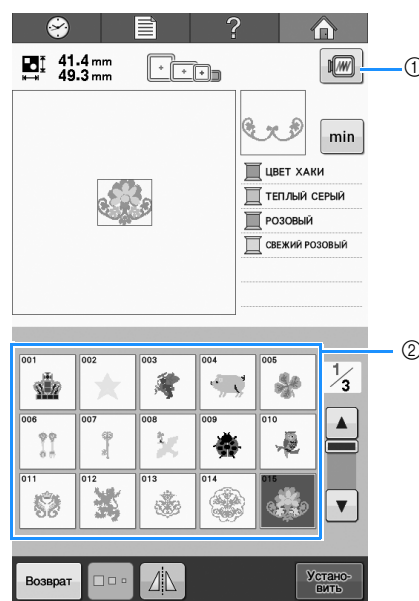 ?
41.4 mm
49.3 mm
①
min
ЦВЕТ ХАКИ
ТЕПЛЫЙ СЕРЫЙ
РОЗОВЫЙ
СВЕЖИЙ РОЗОВЫЙ
②
001 002 003 004 005
1/3
006 007 008 009 010
011 012 013 014 015
Возврат
Устано-
вить